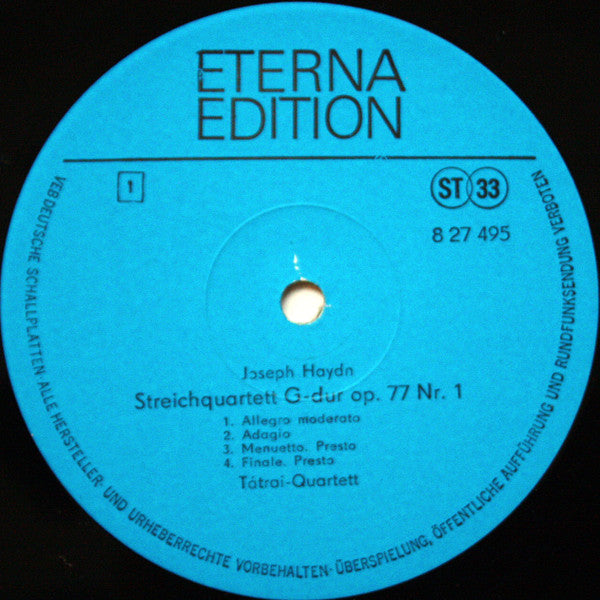 ETERNA
EDITION
1
ST 33
8 27 495
Joseph Haydn
Streichquartett G-dur op. 77 Nr. 1
1. Allegro moderato
2. Adagio
3. Menuetto. Presto
4. Finale. Presto
Tátrai-Quartett
VEB DEUTSCHE SCHALLPLATTEN · ALLE HERSTELLER- UND URHEBERRECHTE VORBEHALTEN · ÜBERSPIELUNG, ÖFFENTLICHE AUFFÜHRUNG UND RUNDFUNKSENDUNG VERBOTEN